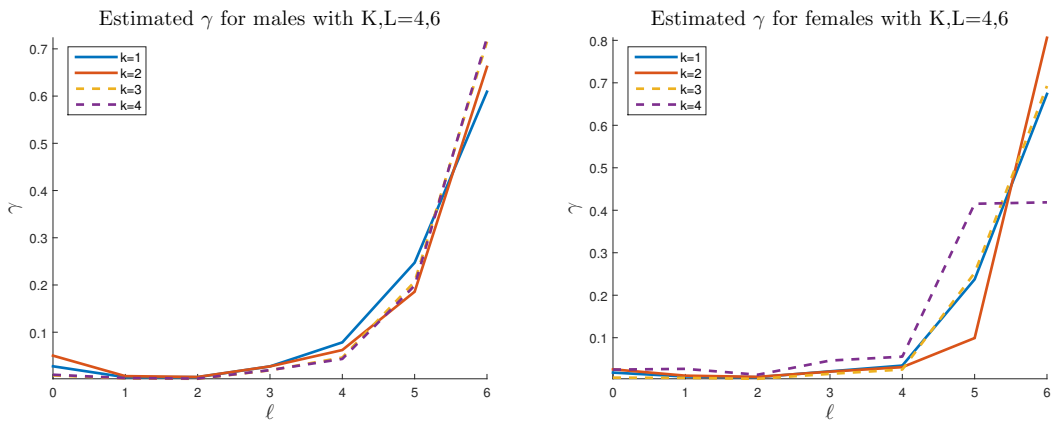 Estimated γ for males with K,L=4,6
k=1
k=2
k=3
k=4
γ
0.7
0.6
0.5
0.4
0.3
0.2
0.1
0 1 2 3 4 5 6
ℓ
Estimated γ for females with K,L=4,6
k=1
k=2
k=3
k=4
γ
0.8
0.7
0.6
0.5
0.4
0.3
0.2
0.1
0 1 2 3 4 5 6
ℓ